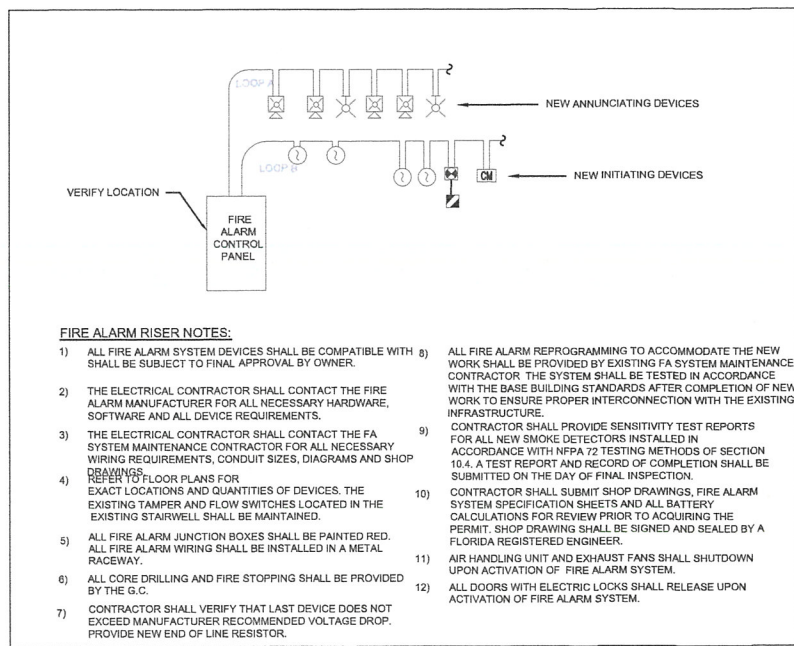 LOOP A
NEW ANNUNCIATING DEVICES
LOOP B
CM
NEW INITIATING DEVICES
VERIFY LOCATION
FIRE
ALARM
CONTROL
PANEL
FIRE ALARM RISER NOTES:
1) ALL FIRE ALARM SYSTEM DEVICES SHALL BE COMPATIBLE WITH
SHALL BE SUBJECT TO FINAL APPROVAL BY OWNER.
2) THE ELECTRICAL CONTRACTOR SHALL CONTACT THE FIRE
ALARM MANUFACTURER FOR ALL NECESSARY HARDWARE,
SOFTWARE AND ALL DEVICE REQUIREMENTS.
3) THE ELECTRICAL CONTRACTOR SHALL CONTACT THE FA
SYSTEM MAINTENANCE CONTRACTOR FOR ALL NECESSARY
WIRING REQUIREMENTS, CONDUIT SIZES, DIAGRAMS AND SHOP
DRAWINGS.
4) REFER TO FLOOR PLANS FOR
EXACT LOCATIONS AND QUANTITIES OF DEVICES. THE
EXISTING TAMPER AND FLOW SWITCHES LOCATED IN THE
EXISTING STAIRWELL SHALL BE MAINTAINED.
5) ALL FIRE ALARM JUNCTION BOXES SHALL BE PAINTED RED.
ALL FIRE ALARM WIRING SHALL BE INSTALLED IN A METAL
RACEWAY.
6) ALL CORE DRILLING AND FIRE STOPPING SHALL BE PROVIDED
BY THE G.C.
7) CONTRACTOR SHALL VERIFY THAT LAST DEVICE DOES NOT
EXCEED MANUFACTURER RECOMMENDED VOLTAGE DROP.
PROVIDE NEW END OF LINE RESISTOR.
8) ALL FIRE ALARM REPROGRAMMING TO ACCOMMODATE THE NEW
WORK SHALL BE PROVIDED BY EXISTING FA SYSTEM MAINTENANCE
CONTRACTOR THE SYSTEM SHALL BE TESTED IN ACCORDANCE
WITH THE BASE BUILDING STANDARDS AFTER COMPLETION OF NEW
WORK TO ENSURE PROPER INTERCONNECTION WITH THE EXISTING
INFRASTRUCTURE.
9) CONTRACTOR SHALL PROVIDE SENSITIVITY TEST REPORTS
FOR ALL NEW SMOKE DETECTORS INSTALLED IN
ACCORDANCE WITH NFPA 72 TESTING METHODS OF SECTION
10.4. A TEST REPORT AND RECORD OF COMPLETION SHALL BE
SUBMITTED ON THE DAY OF FINAL INSPECTION.
10) CONTRACTOR SHALL SUBMIT SHOP DRAWINGS, FIRE ALARM
SYSTEM SPECIFICATION SHEETS AND ALL BATTERY
CALCULATIONS FOR REVIEW PRIOR TO ACQUIRING THE
PERMIT. SHOP DRAWING SHALL BE SIGNED AND SEALED BY A
FLORIDA REGISTERED ENGINEER.
11) AIR HANDLING UNIT AND EXHAUST FANS SHALL SHUTDOWN
UPON ACTIVATION OF FIRE ALARM SYSTEM.
12) ALL DOORS WITH ELECTRIC LOCKS SHALL RELEASE UPON
ACTIVATION OF FIRE ALARM SYSTEM.